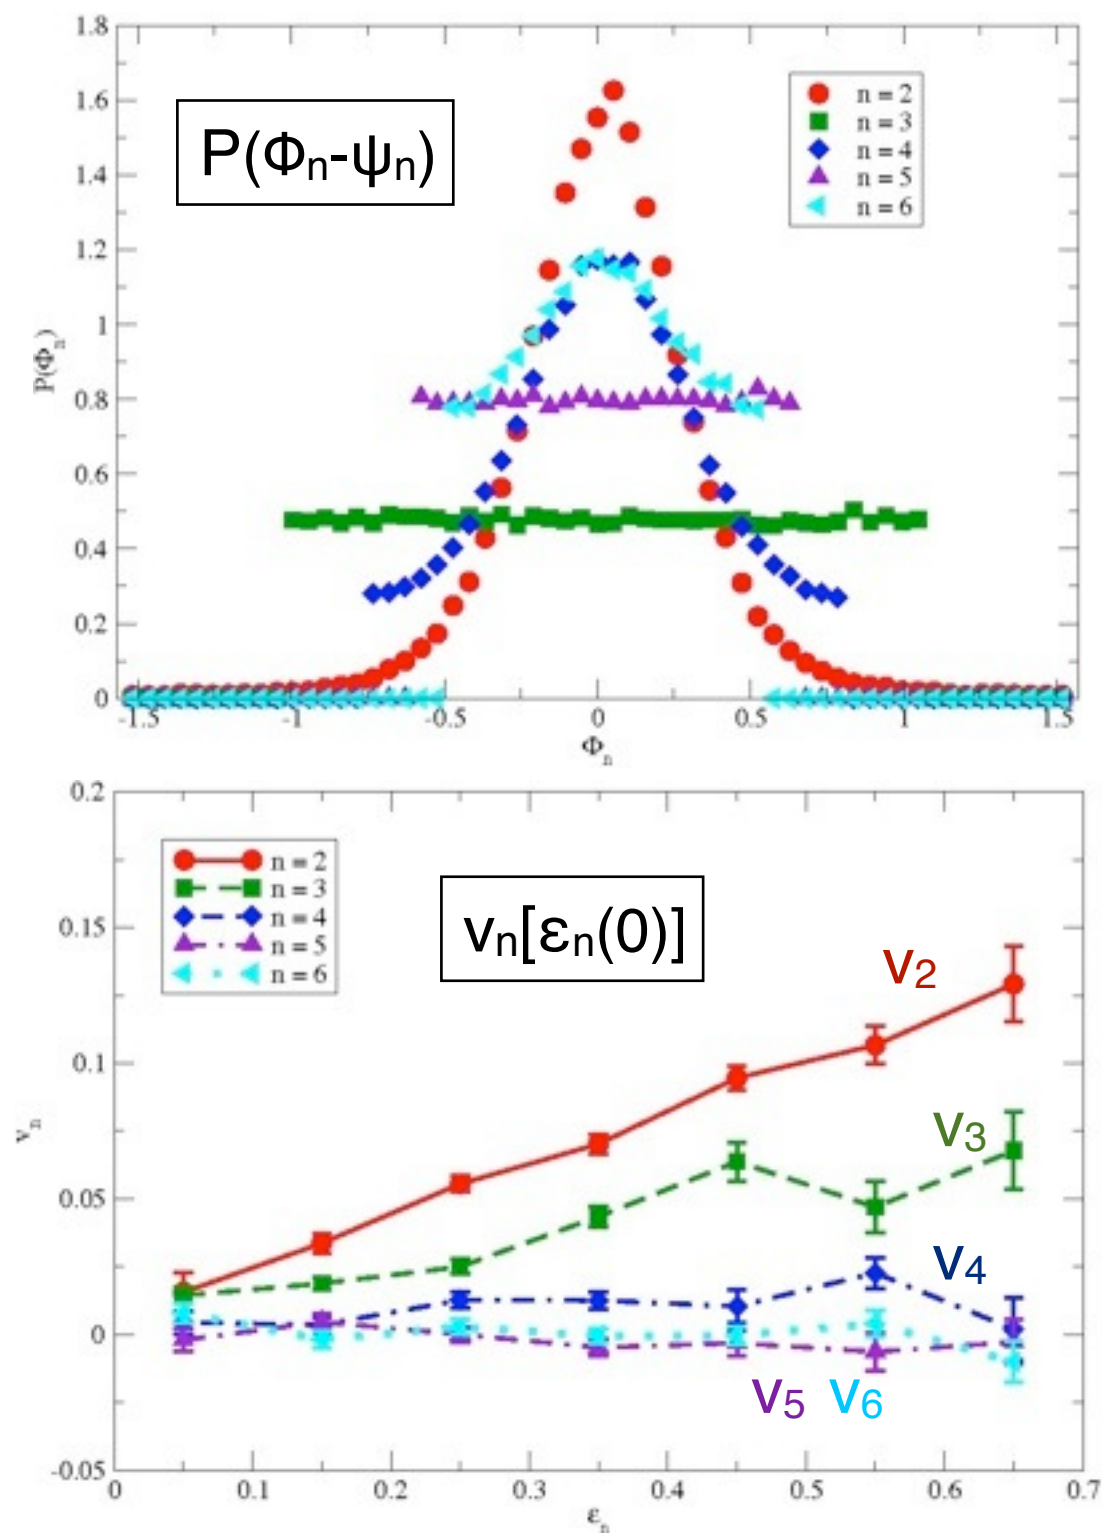 1.8
1.6
1.4
1.2
1
0.8
0.6
0.4
0.2
0
P(Φn)
P(Φn-ψn)
n = 2
n = 3
n = 4
n = 5
n = 6
-1.5 -1 -0.5 0 0.5 1 1.5
Φn
0.2
0.15
0.1
0.05
0
-0.05
vn
n = 2
n = 3
n = 4
n = 5
n = 6
vn[εn(0)]
v2
v3
v4
v5 v6
0 0.1 0.2 0.3 0.4 0.5 0.6 0.7
εn